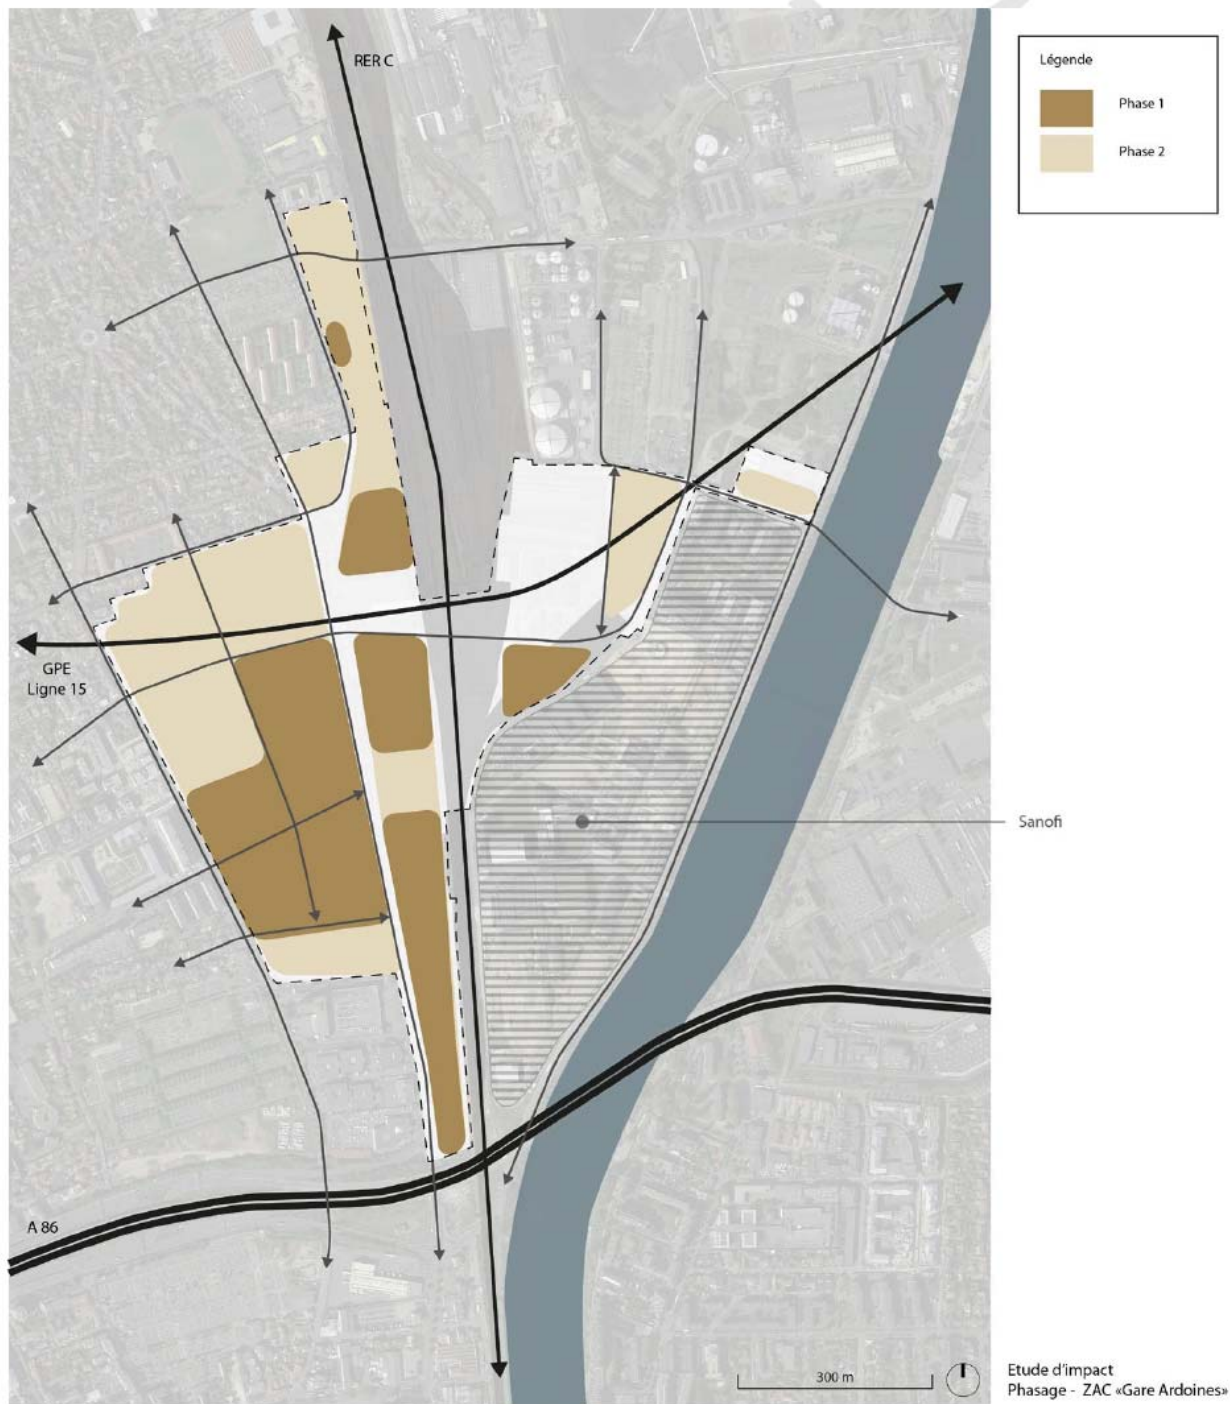 RER C
Légende
Phase 1
Phase 2
GPE
Ligne 15
Sanofi
A 86
300 m
Etude d'impact
Phasage - ZAC «Gare Ardoines»